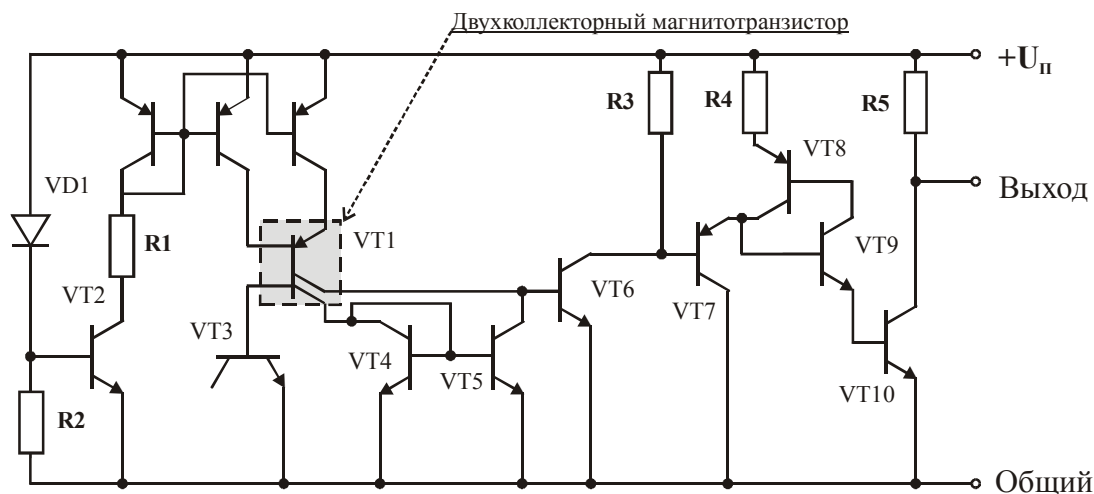 Двухколлекторный магнитотранзистор
+Uп
R3
R4
R5
VT8
VD1
Выход
R1
VT1
VT9
VT2
VT6
VT7
VT3
VT4
VT5
VT10
R2
Общий